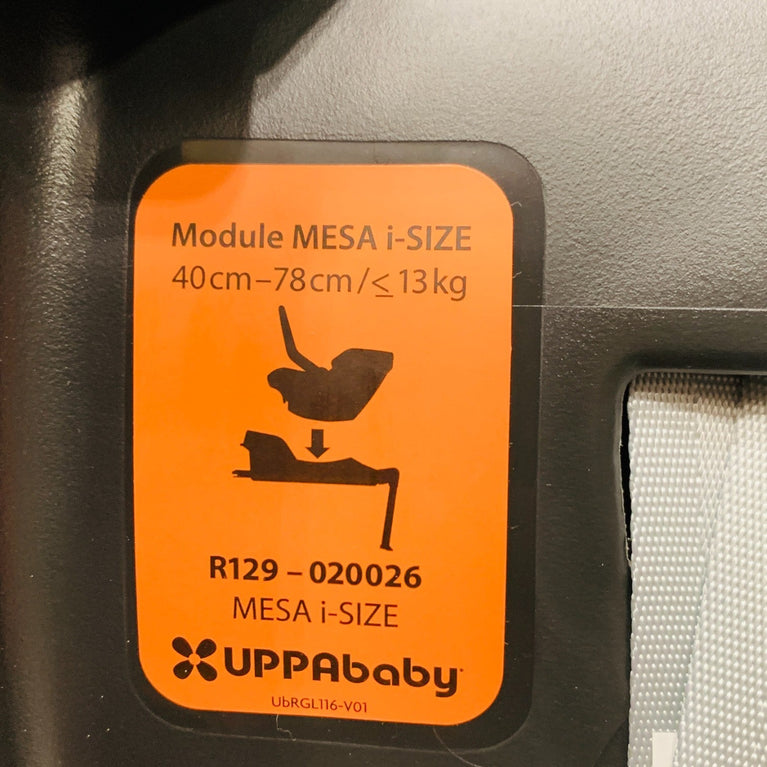 Module MESA i-SIZE
40cm–78cm/≤13kg
R129 – 020026
MESA i-SIZE
UPPAbaby
UbRGL116-V01